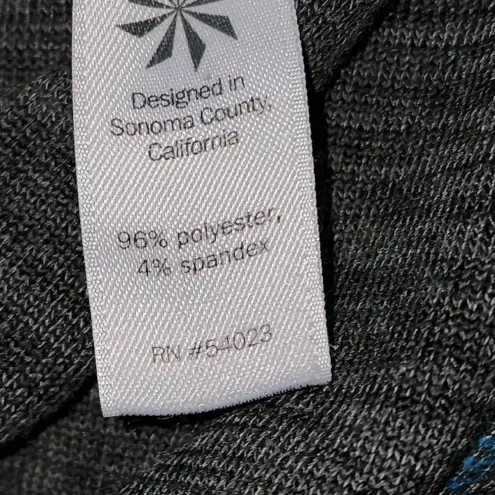 Designed in
Sonoma County,
California
96% polyester,
4% spandex
RN #54023